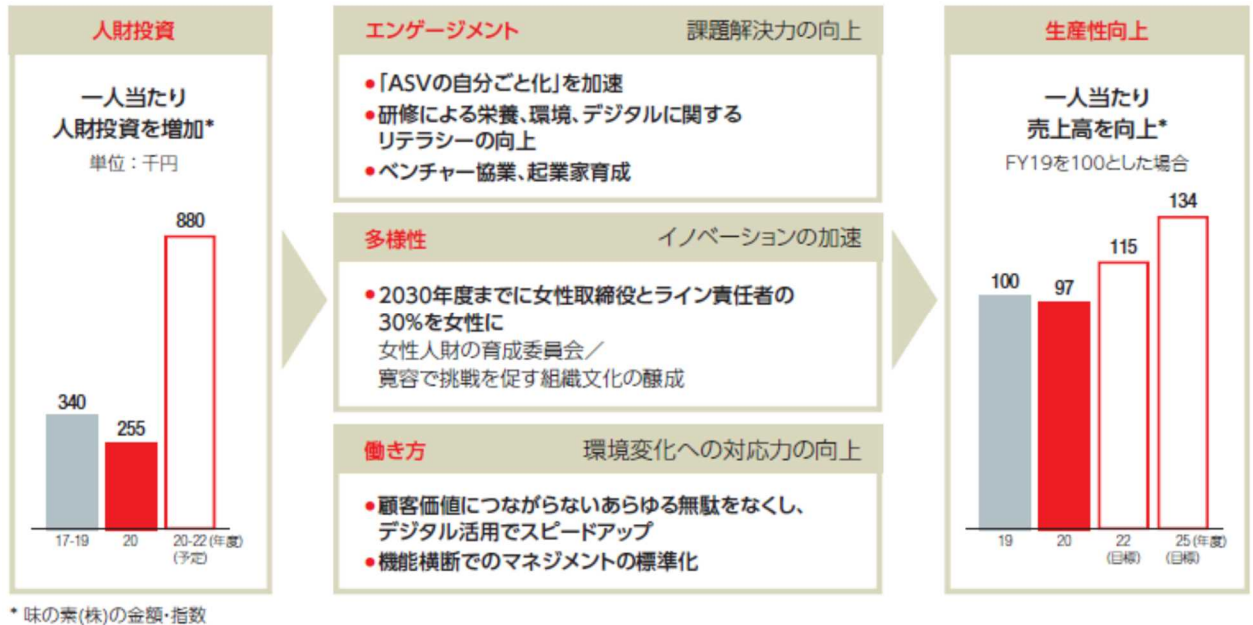 人財投資
一人当たり
人財投資を増加*
単位：千円
880
340
255
17-19
20
20-22(年度)
(予定)
エンゲージメント 課題解決力の向上
●「ASVの自分ごと化」を加速
●研修による栄養、環境、デジタルに関する
リテラシーの向上
●ベンチャー協業、起業家育成
多様性 イノベーションの加速
●2030年度までに女性取締役とライン責任者の
30%を女性に
女性人財の育成委員会／
寛容で挑戦を促す組織文化の醸成
働き方 環境変化への対応力の向上
●顧客価値につながらないあらゆる無駄をなくし、
デジタル活用でスピードアップ
●機能横断でのマネジメントの標準化
生産性向上
一人当たり
売上高を向上*
FY19を100とした場合
134
115
100
97
19
20
22
(目標)
25(年度)
(目標)
* 味の素(株)の金額・指数